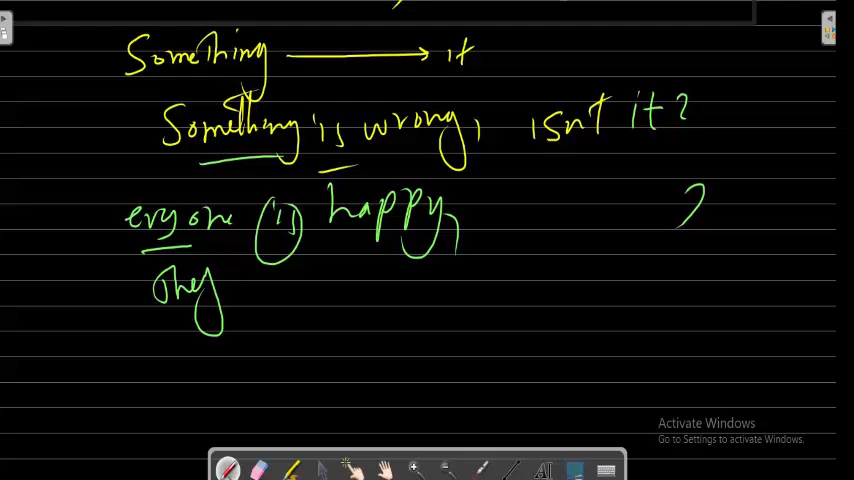 Something → it
Something is wrong, isn't it?
eryone is happy, ?
they
Activate Windows
Go to Settings to activate Windows.